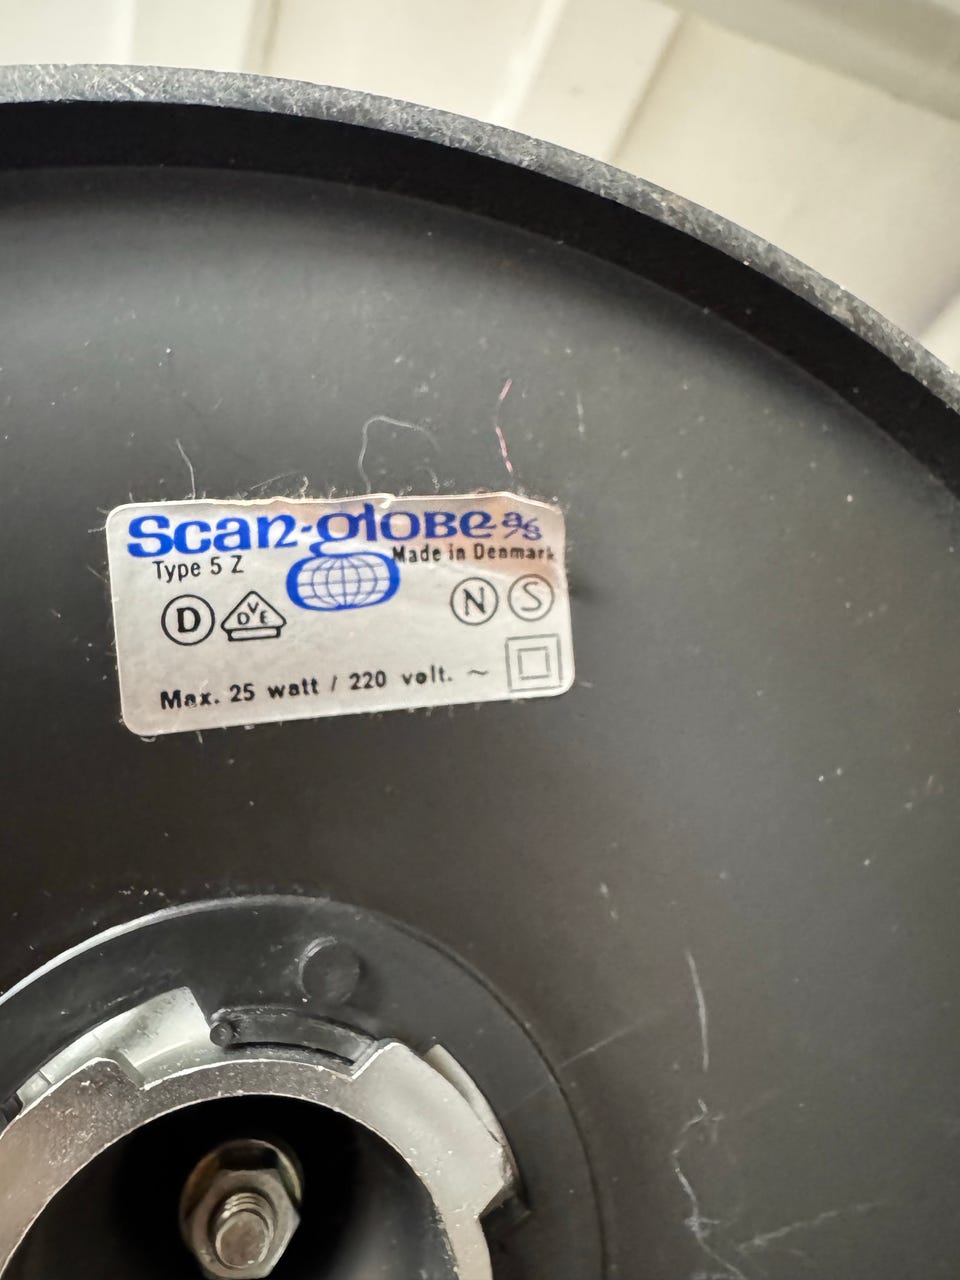 Scan-globe a/s
Type 5 Z Made in Denmark
D DVE N S
Max. 25 watt / 220 volt. ~